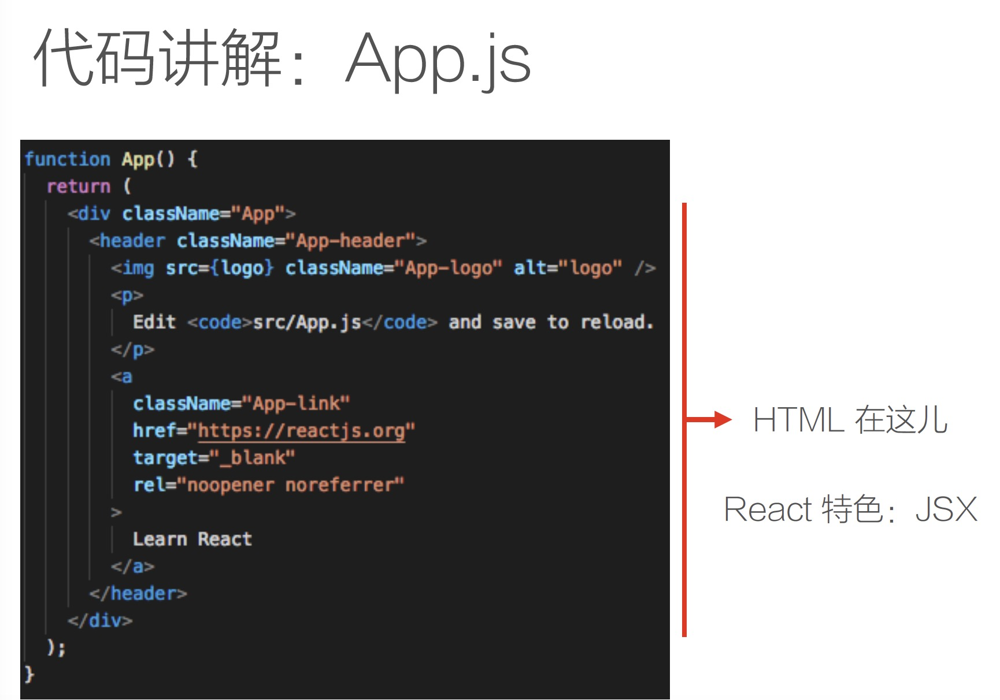 代码讲解：App.js
function App() {
return (
<div className="App">
<header className="App-header">
<img src={logo} className="App-logo" alt="logo" />
<p>
Edit <code>src/App.js</code> and save to reload.
</p>
<a
className="App-link"
href="https://reactjs.org"
target="_blank"
rel="noopener noreferrer"
>
Learn React
</a>
</header>
</div>
);
}
HTML 在这儿
React 特色：JSX